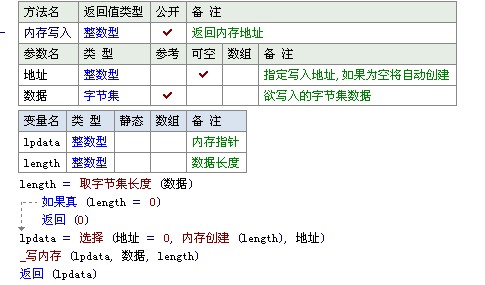 方法名 返回值类型 公开 备 注
内存写入 整数型 ✓ 返回内存地址
参数名 类 型 参考 可空 数组 备 注
地址 整数型 ✓ 指定写入地址,如果为空将自动创建
数据 字节集 ✓ 欲写入的字节集数据
变量名 类 型 静态 数组 备 注
lpdata 整数型 内存指针
length 整数型 数据长度
length = 取字节集长度 (数据)
如果真 (length = 0)
返回 (0)
lpdata = 选择 (地址 = 0, 内存创建 (length), 地址)
_写内存 (lpdata, 数据, length)
返回 (lpdata)